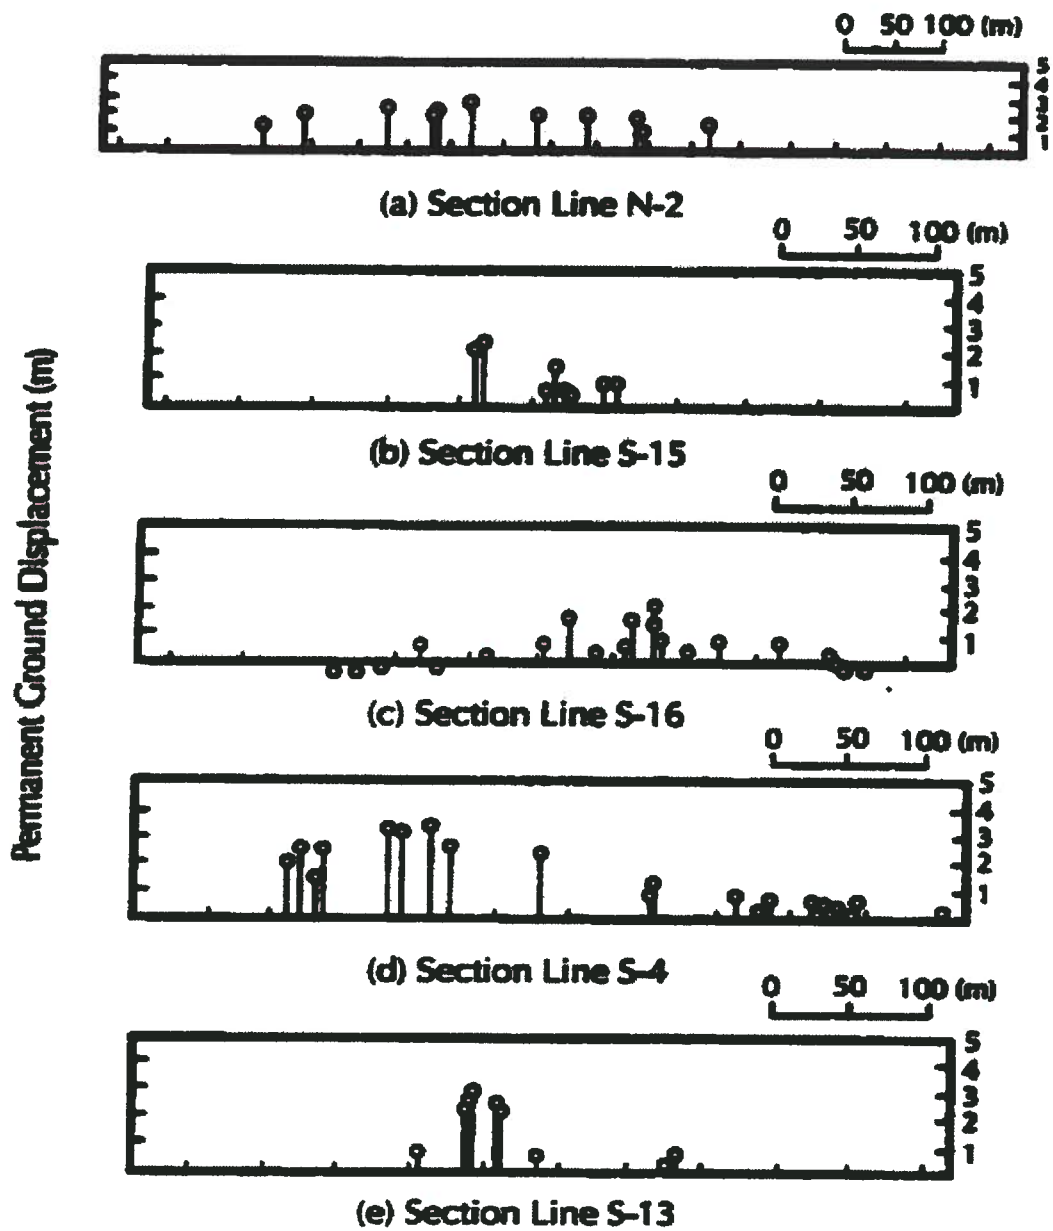 0 50 100 (m)
5
4
3
2
1
(a) Section Line N-2
0 50 100 (m)
5
4
3
2
1
(b) Section Line S-15
0 50 100 (m)
5
4
3
2
1
(c) Section Line S-16
0 50 100 (m)
5
4
3
2
1
(d) Section Line S-4
0 50 100 (m)
5
4
3
2
1
(e) Section Line S-13
Permanent Ground Displacement (m)